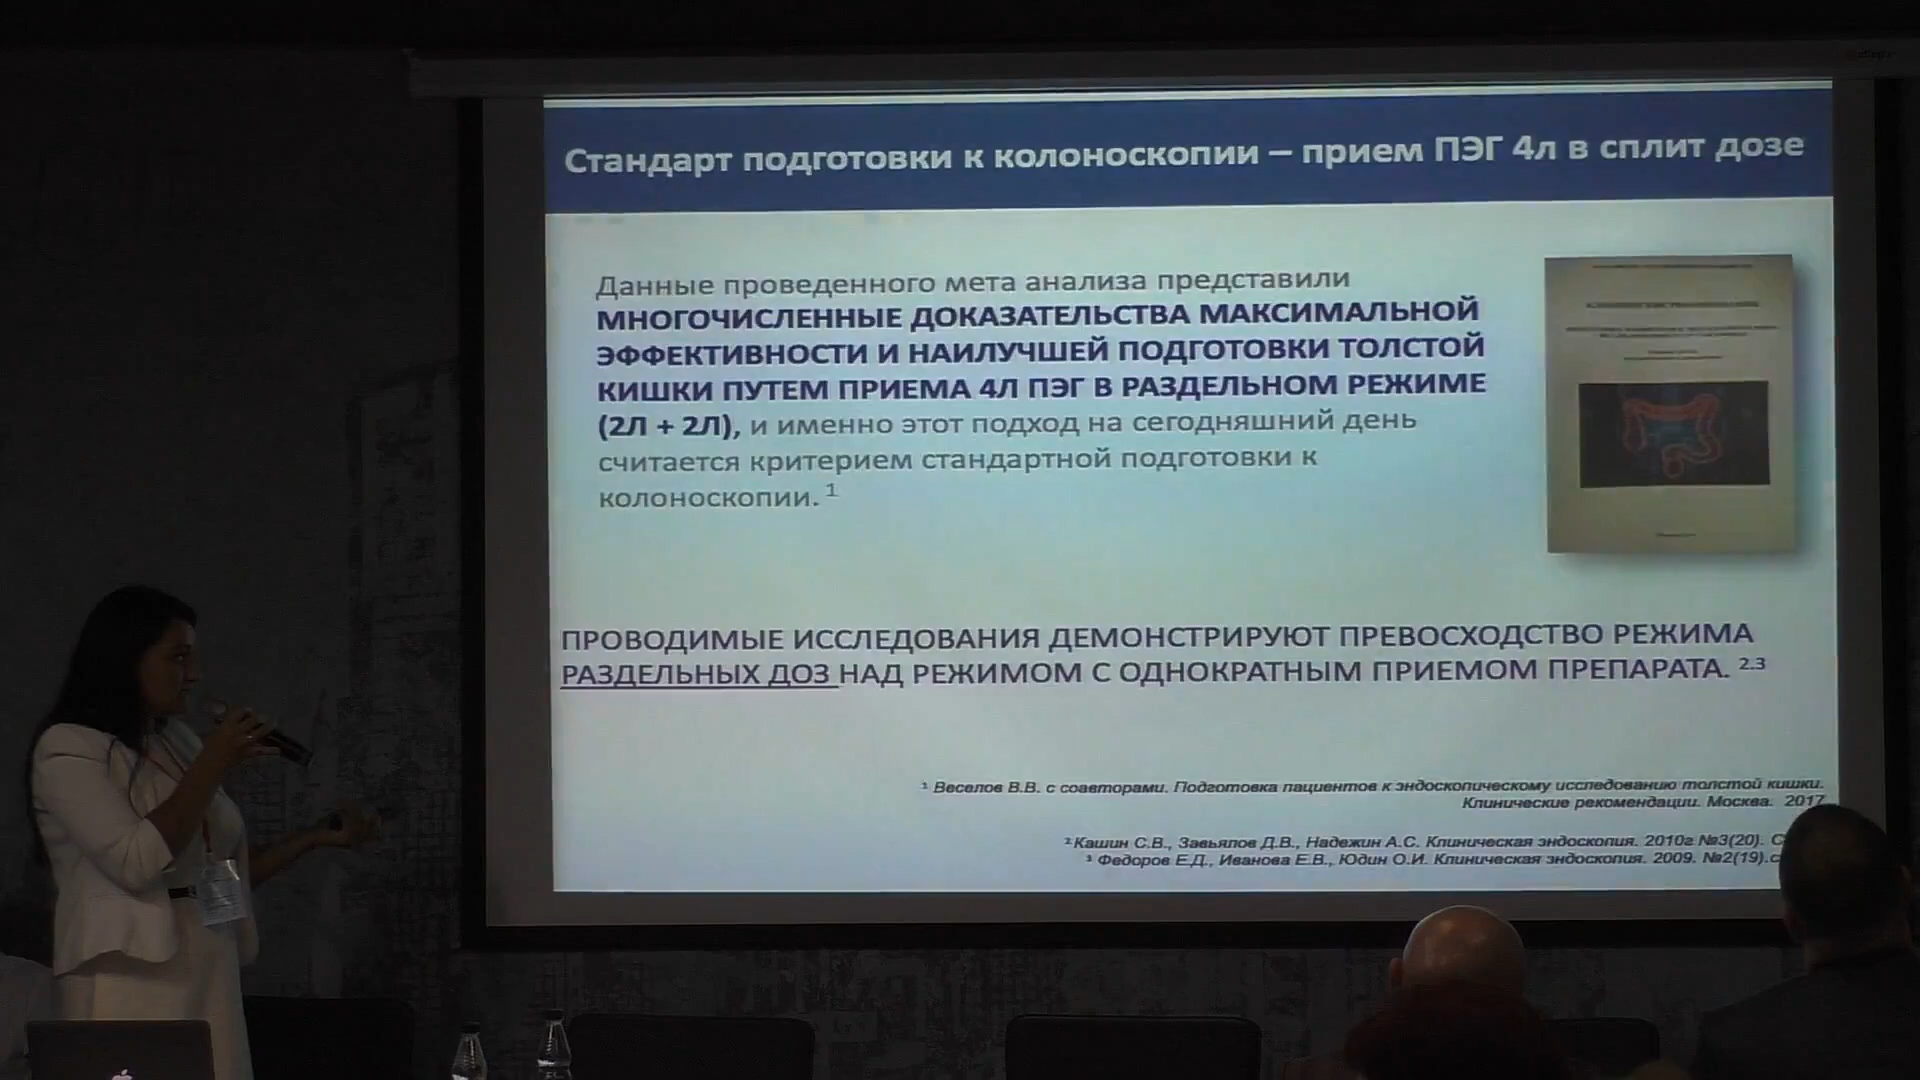 Стандарт подготовки к колоноскопии – прием ПЭГ 4л в сплит дозе
Данные проведенного мета анализа представили
МНОГОЧИСЛЕННЫЕ ДОКАЗАТЕЛЬСТВА МАКСИМАЛЬНОЙ
ЭФФЕКТИВНОСТИ И НАИЛУЧШЕЙ ПОДГОТОВКИ ТОЛСТОЙ
КИШКИ ПУТЕМ ПРИЕМА 4Л ПЭГ В РАЗДЕЛЬНОМ РЕЖИМЕ
(2Л + 2Л), и именно этот подход на сегодняшний день
считается критерием стандартной подготовки к
колоноскопии. 1
ПРОВОДИМЫЕ ИССЛЕДОВАНИЯ ДЕМОНСТРИРУЮТ ПРЕВОСХОДСТВО РЕЖИМА
РАЗДЕЛЬНЫХ ДОЗ НАД РЕЖИМОМ С ОДНОКРАТНЫМ ПРИЕМОМ ПРЕПАРАТА. 2.3
1 Веселов В.В. с соавторами. Подготовка пациентов к эндоскопическому исследованию толстой кишки.
Клинические рекомендации. Москва. 2017
2 Кашин С.В., Завьялов Д.В., Надежин А.С. Клиническая эндоскопия. 2010г №3(20). С
3 Федоров Е.Д., Иванова Е.В., Юдин О.И. Клиническая эндоскопия. 2009. №2(19).с